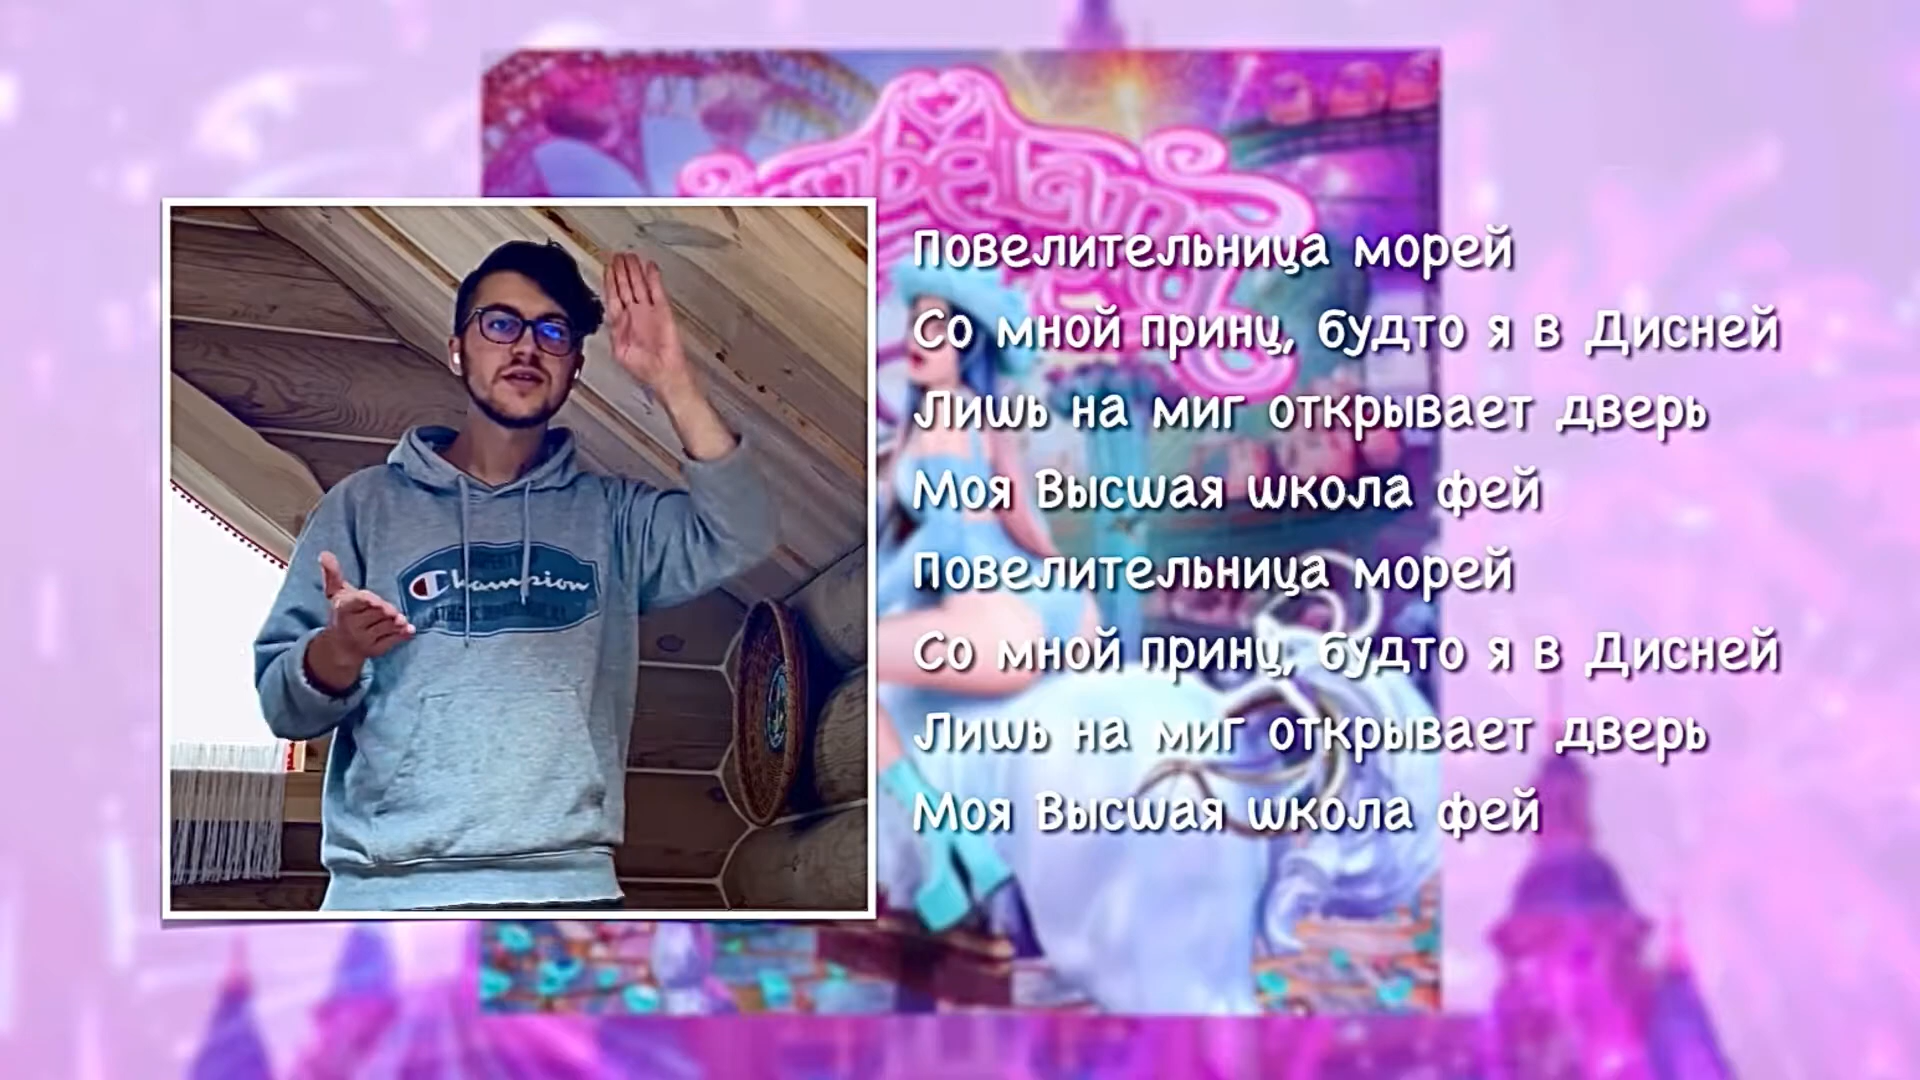 Повелительница морей
Со мной принц, будто я в Дисней
Лишь на миг открывает дверь
Моя Высшая школа фей
Повелительница морей
Со мной принц, будто я в Дисней
Лишь на миг открывает дверь
Моя Высшая школа фей
Champion